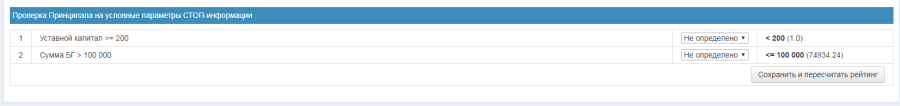 Проверка Принципала на условные параметры СТОП-информации
1 Уставной капитал >= 200 Не определено < 200 (1.0)
2 Сумма БГ > 100 000 Не определено <= 100 000 (74934.24)
Сохранить и пересчитать рейтинг